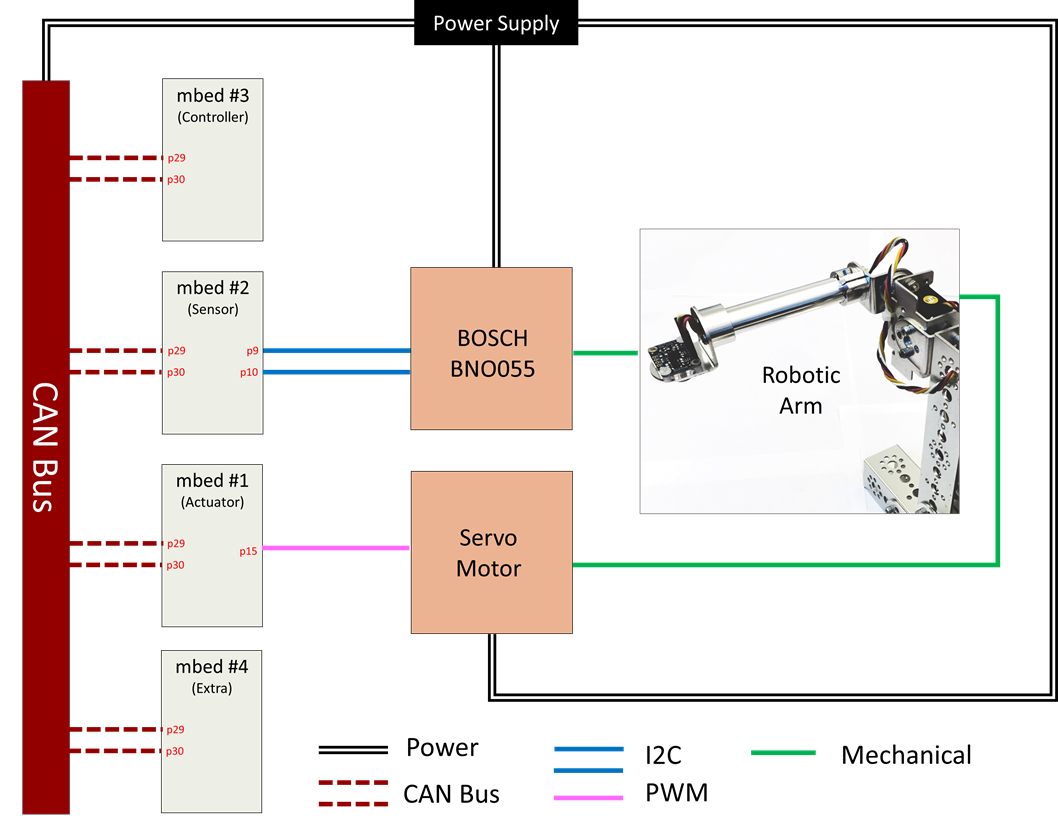 Power Supply
mbed #3
(Controller)
p29
p30
mbed #2
(Sensor)
p29
p30
p9
p10
BOSCH
BNO055
Robotic
Arm
CAN Bus
mbed #1
(Actuator)
p29
p30
p15
Servo
Motor
mbed #4
(Extra)
p29
p30
Power
CAN Bus
I2C
PWM
Mechanical